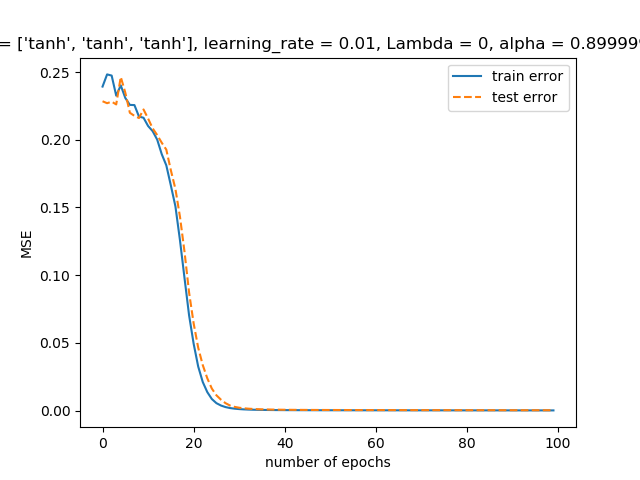 = ['tanh', 'tanh', 'tanh'], learning_rate = 0.01, Lambda = 0, alpha = 0.89999
train error
test error
0.25
0.20
0.15
0.10
0.05
0.00
MSE
0 20 40 60 80 100
number of epochs